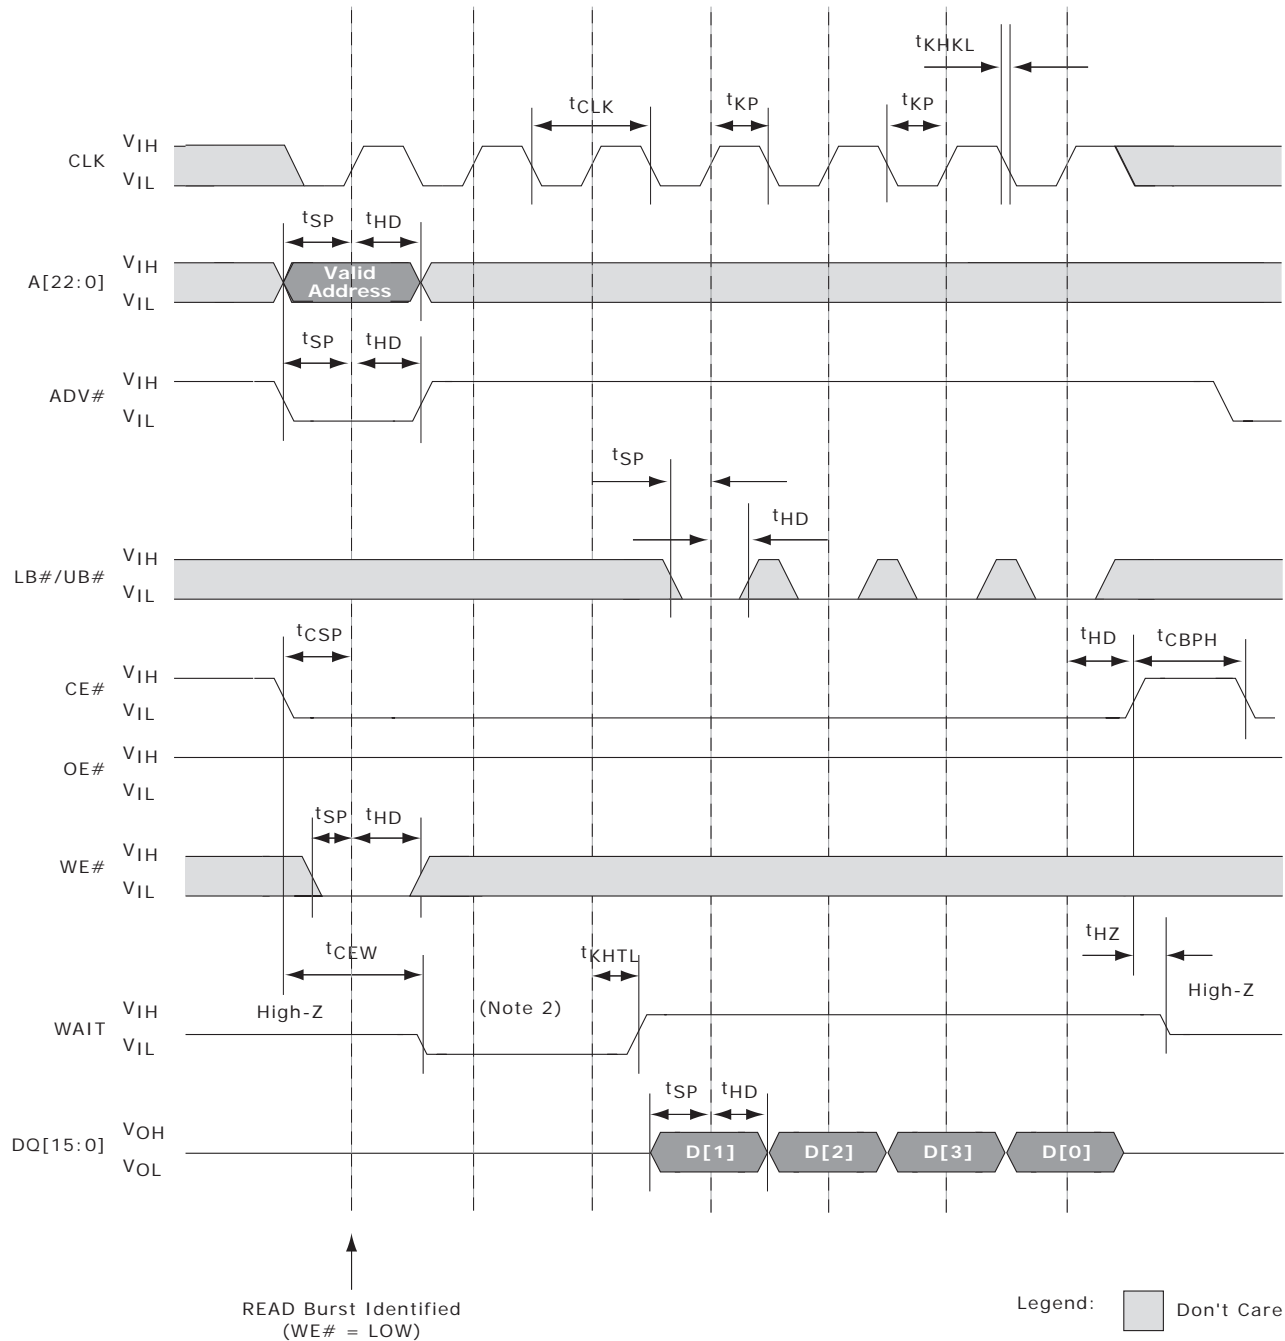 tKHKL
tCLK
tKP
tKP
CLK
VIH
VIL
tSP
tHD
A[22:0]
VIH
VIL
Valid
Address
tSP
tHD
ADV#
VIH
VIL
tSP
tHD
LB#/UB#
VIH
VIL
tCSP
tHD
tCBPH
CE#
VIH
VIL
OE#
VIH
VIL
tSP
tHD
WE#
VIH
VIL
tCEW
tKHTL
tHZ
WAIT
VIH
VIL
High-Z
(Note 2)
High-Z
tSP
tHD
DQ[15:0]
VOH
VOL
D[1]
D[2]
D[3]
D[0]
READ Burst Identified
(WE# = LOW)
Legend:
Don't Care